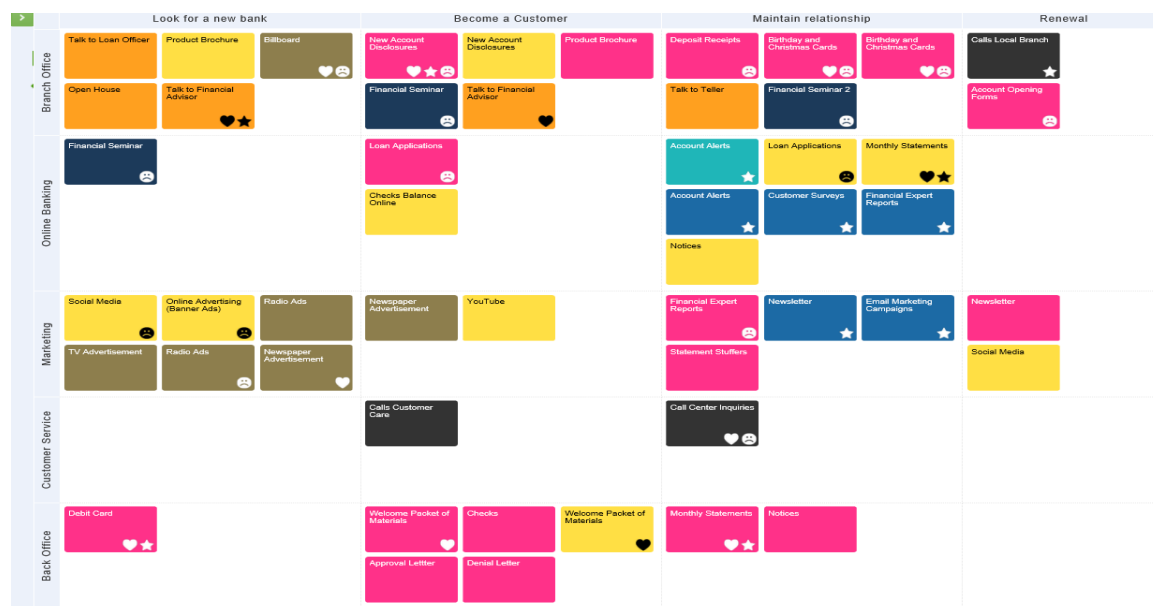 Look for a new bank
Become a Customer
Maintain relationship
Renewal
Branch Office
Talk to Loan Officer
Product Brochure
Billboard
New Account
Disclosures
New Account
Disclosures
Product Brochure
Deposit Receipts
Birthday and
Christmas Cards
Birthday and
Christmas Cards
Calls Local Branch
Open House
Talk to Financial
Advisor
Financial Seminar
Talk to Financial
Advisor
Talk to Teller
Financial Seminar 2
Account Opening
Forms
Online Banking
Financial Seminar
Loan Applications
Account Alerts
Loan Applications
Monthly Statements
Checks Balance
Online
Account Alerts
Customer Surveys
Financial Expert
Reports
Notices
Marketing
Social Media
Online Advertising
(Banner Ads)
Radio Ads
Newspaper
Advertisement
YouTube
Financial Expert
Reports
Newsletter
Email Marketing
Campaigns
Newsletter
TV Advertisement
Radio Ads
Newspaper
Advertisement
Statement Stuffers
Social Media
Customer Service
Calls Customer
Care
Call Center Inquiries
Back Office
Debit Card
Welcome Packet of
Materials
Checks
Welcome Packet of
Materials
Monthly Statements
Notices
Approval Lettter
Denial Letter